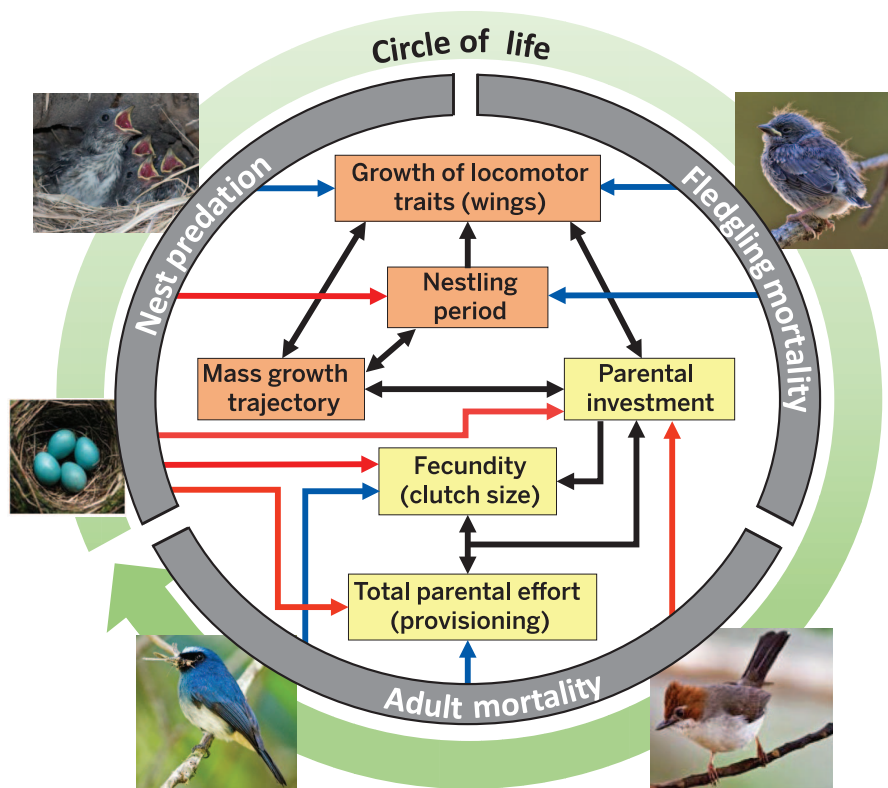 Circle of life
Nest predation
Fledgling mortality
Growth of locomotor
traits (wings)
Nestling
period
Mass growth
trajectory
Parental
investment
Fecundity
(clutch size)
Total parental effort
(provisioning)
Adult mortality